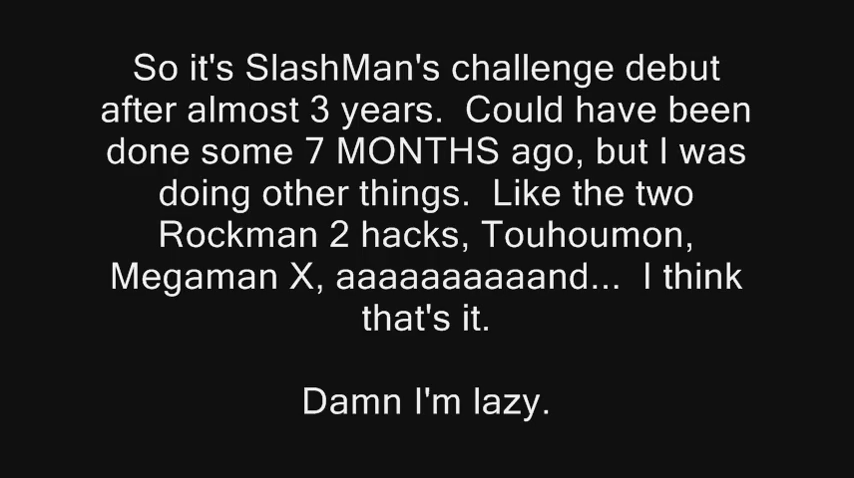 So it's SlashMan's challenge debut
after almost 3 years.  Could have been
done some 7 MONTHS ago, but I was
doing other things.  Like the two
Rockman 2 hacks, Touhoumon,
Megaman X, aaaaaaaaaand...  I think
that's it.
Damn I'm lazy.